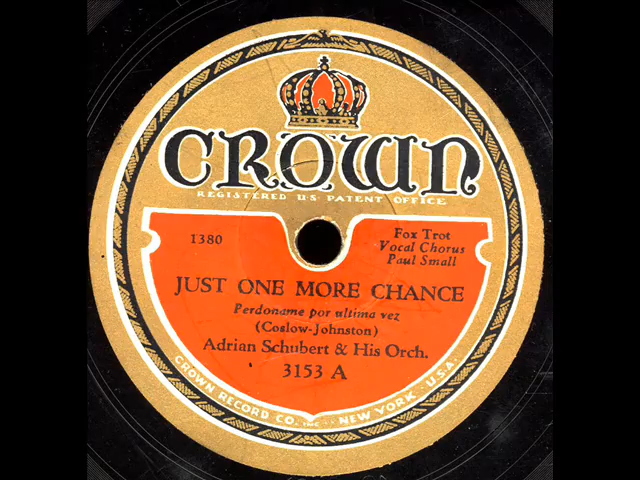 CROWN
REGISTERED U.S. PATENT OFFICE
1380
Fox Trot
Vocal Chorus
Paul Small
JUST ONE MORE CHANCE
Perdoname por ultima vez
(Coslow-Johnston)
Adrian Schubert & His Orch.
3153 A
CROWN RECORD CO. INC. - NEW YORK - U.S.A.